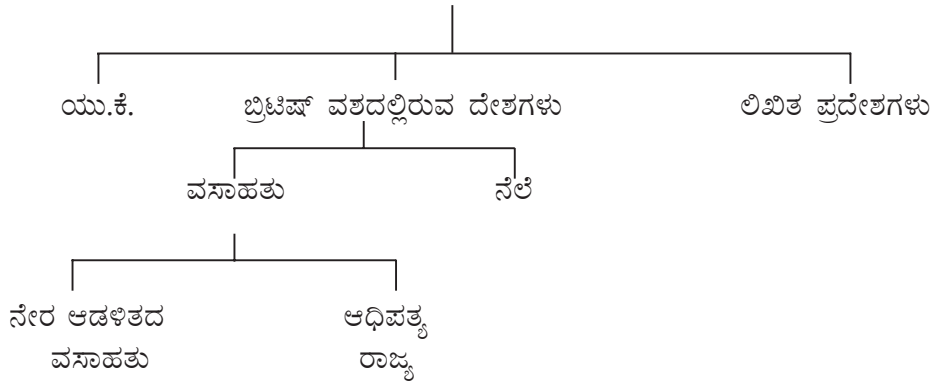 ಯು.ಕೆ. ಬ್ರಿಟಿಷ್ ವಶದಲ್ಲಿರುವ ದೇಶಗಳು ಲಿಖಿತ ಪ್ರದೇಶಗಳು
ವಸಾಹತು ನೆಲೆ
ನೇರ ಆಡಳಿತದ ಆಧಿಪತ್ಯ
ವಸಾಹತು ರಾಜ್ಯ